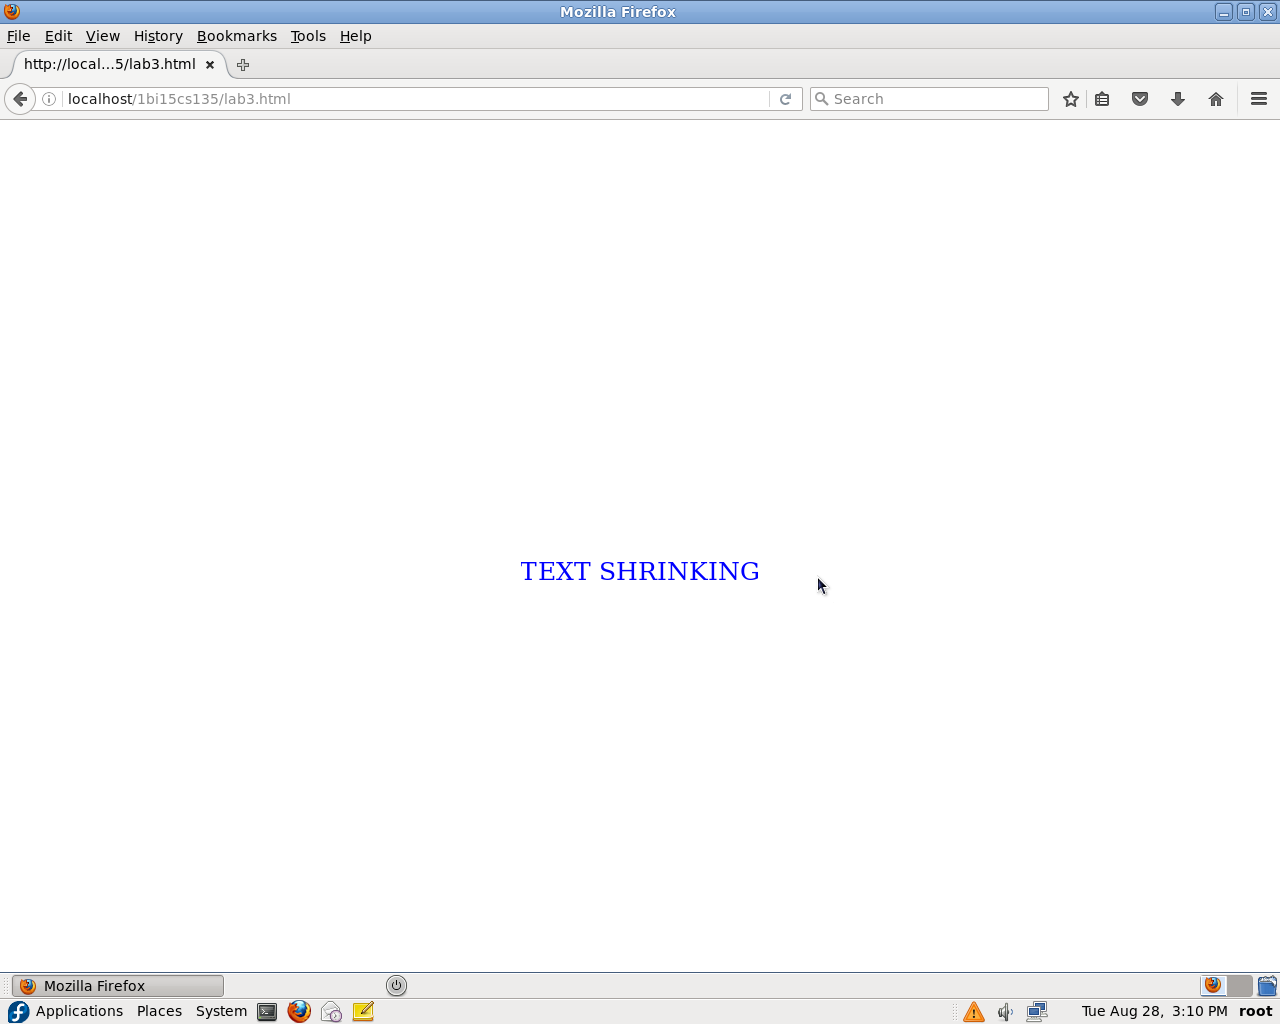 Mozilla Firefox
File Edit View History Bookmarks Tools Help
http://local...5/lab3.html
localhost/1bi15cs135/lab3.html Search
TEXT SHRINKING
Mozilla Firefox
Applications Places System Tue Aug 28, 3:10 PM root